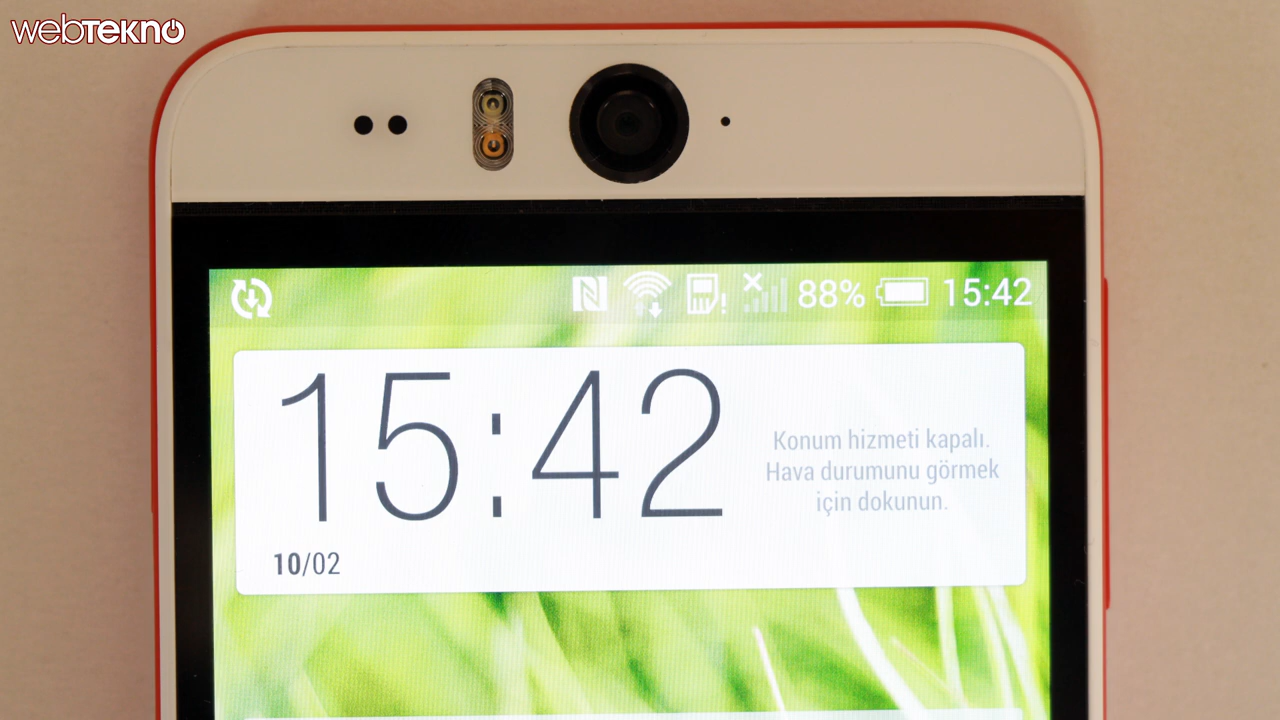 webTEKNO
88% 15:42
15:42
Konum hizmeti kapalı.
Hava durumunu görmek
için dokunun.
10/02